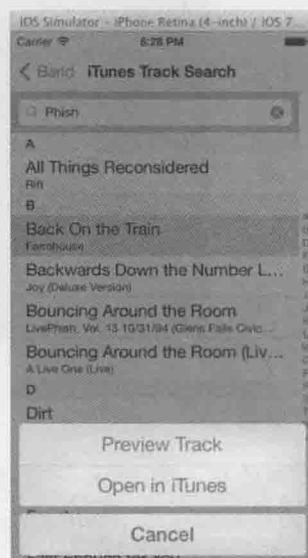 iOS Simulator - iPhone Retina (4-inch) / iOS 7...
Carrier 6:28 PM
Band iTunes Track Search
Phish
A
All Things Reconsidered
Rift
B
Back On the Train
Farmhouse
Backwards Down the Number L...
Joy (Deluxe Version)
Bouncing Around the Room
LivePhish, Vol. 13 10/31/94 (Glens Falls Civic...
Bouncing Around the Room (Liv...
A Live One (Live)
D
Dirt
Preview Track
Open in iTunes
Cancel